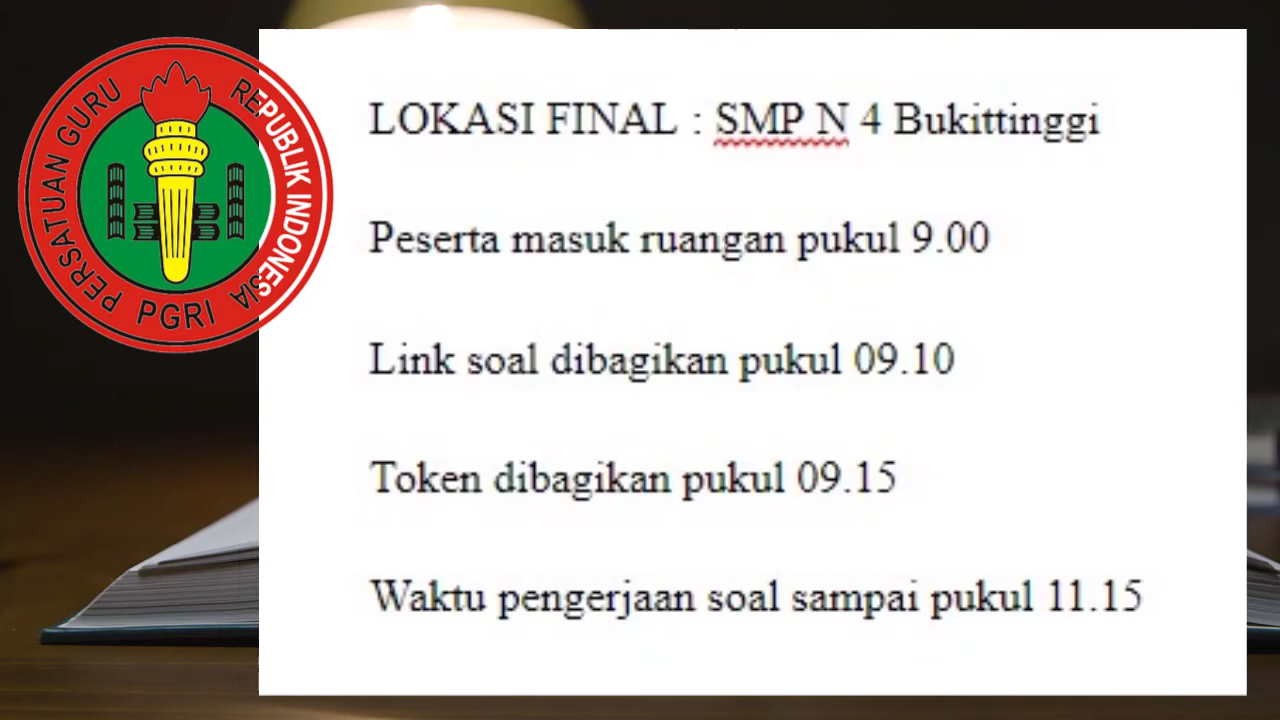 PERSATUAN GURU REPUBLIK INDONESIA
PGRI
LOKASI FINAL : SMP N 4 Bukittinggi
Peserta masuk ruangan pukul 9.00
Link soal dibagikan pukul 09.10
Token dibagikan pukul 09.15
Waktu pengerjaan soal sampai pukul 11.15